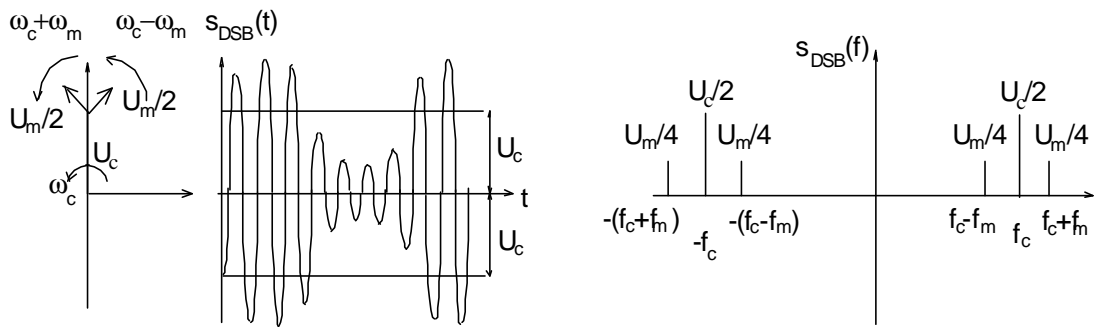 ωc+ωm
ωc−ωm
sDSB(t)
Um/2
Um/2
Uc
ωc
Uc
t
Uc
sDSB(f)
Uc/2
Um/4
Um/4
Uc/2
Um/4
Um/4
-(fc+fm)
-fc
-(fc-fm)
fc-fm
fc
fc+fm